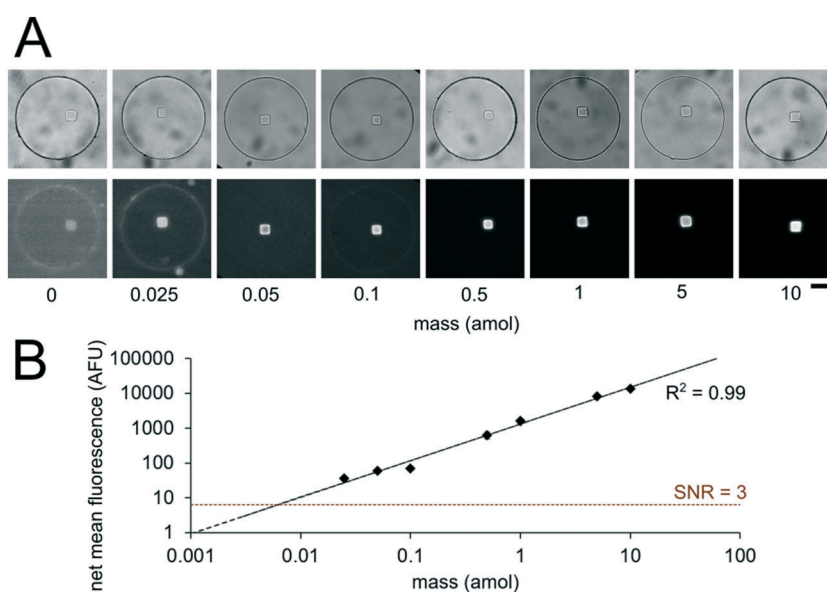 A
0 0.025 0.05 0.1 0.5 1 5 10
mass (amol)
B
net mean fluorescence (AFU)
100000
10000
1000
100
10
1
R² = 0.99
SNR = 3
0.001 0.01 0.1 1 10 100
mass (amol)